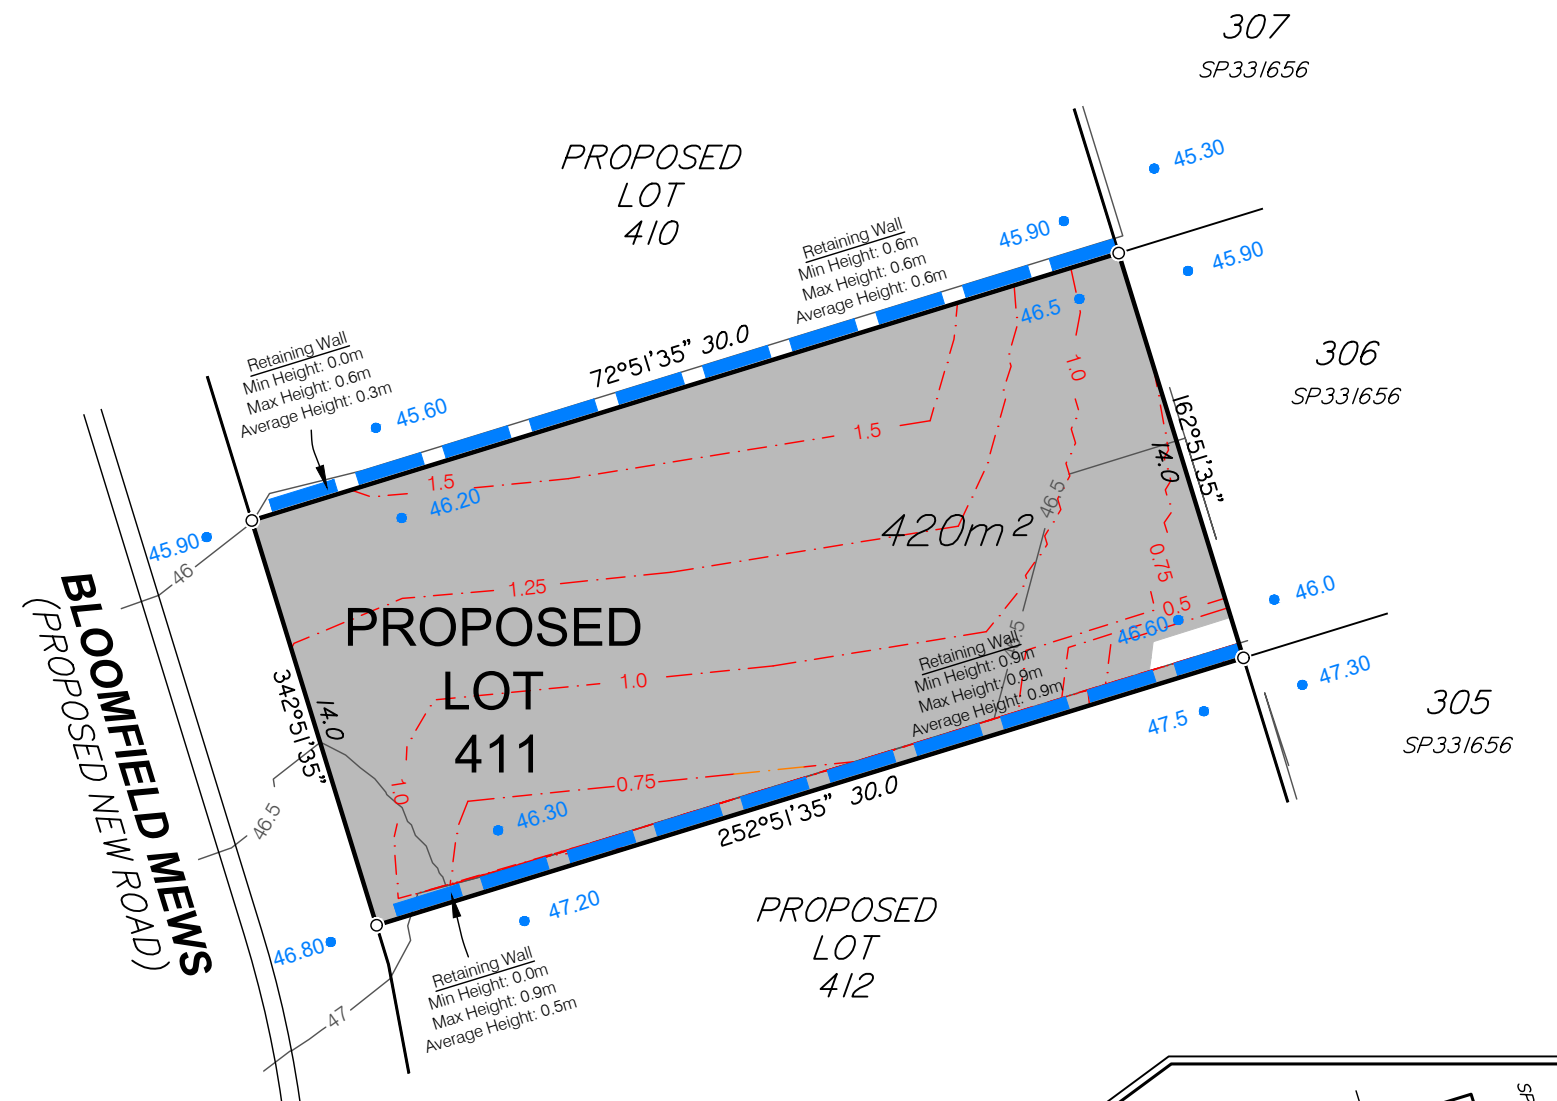 307
SP331656
45.30
PROPOSED
LOT
410
Retaining Wall
Min Height: 0.6m
Max Height: 0.6m
Average Height: 0.6m
45.90
45.90
46.5
Retaining Wall
Min Height: 0.0m
Max Height: 0.6m
Average Height: 0.3m
72°51'35" 30.0
306
SP331656
1.0
45.60
1.5
162°51'35"
14.0
1.5
46.20
46.5
420m²
45.90
46
1.25
0.75
46.0
0.5
46.60
BLOOMFIELD MEWS
(PROPOSED NEW ROAD)
PROPOSED
LOT
411
342°51'35"
14.0
1.0
Retaining Wall
Min Height: 0.9m
Max Height: 0.9m
Average Height: 0.9m
47.30
47.5
305
SP331656
1.0
0.75
46.30
46.5
252°51'35" 30.0
47.20
46.80
PROPOSED
LOT
412
Retaining Wall
Min Height: 0.0m
Max Height: 0.9m
Average Height: 0.5m
47